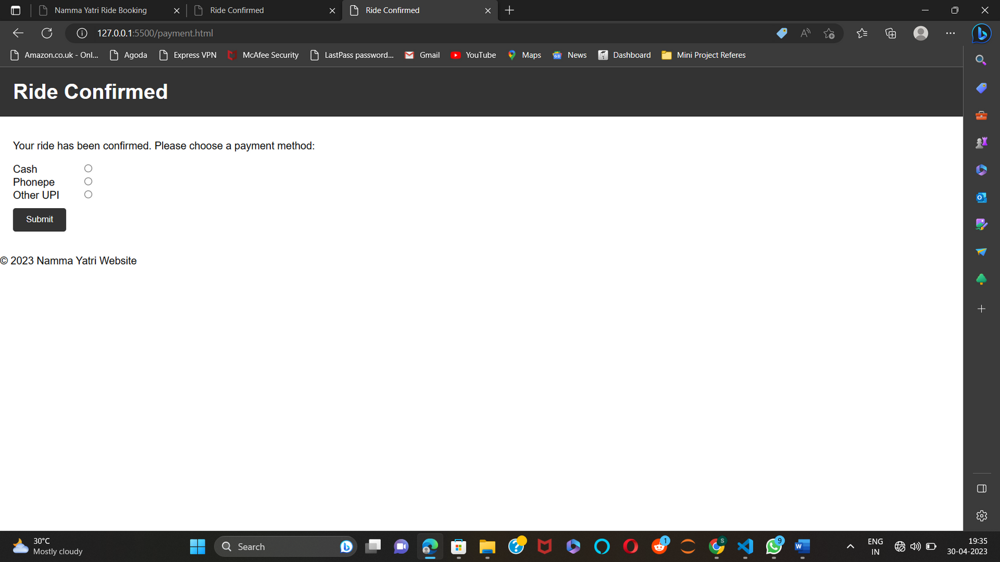 Namma Yatri Ride Booking
Ride Confirmed
Ride Confirmed
127.0.0.1:5500/payment.html
Amazon.co.uk - Onl...
Agoda
Express VPN
McAfee Security
LastPass password...
Gmail
YouTube
Maps
News
Dashboard
Mini Project Referes
Ride Confirmed
Your ride has been confirmed. Please choose a payment method:
Cash
Phonepe
Other UPI
Submit
© 2023 Namma Yatri Website
30°C
Mostly cloudy
Search
1
S
9
ENG
IN
19:35
30-04-2023